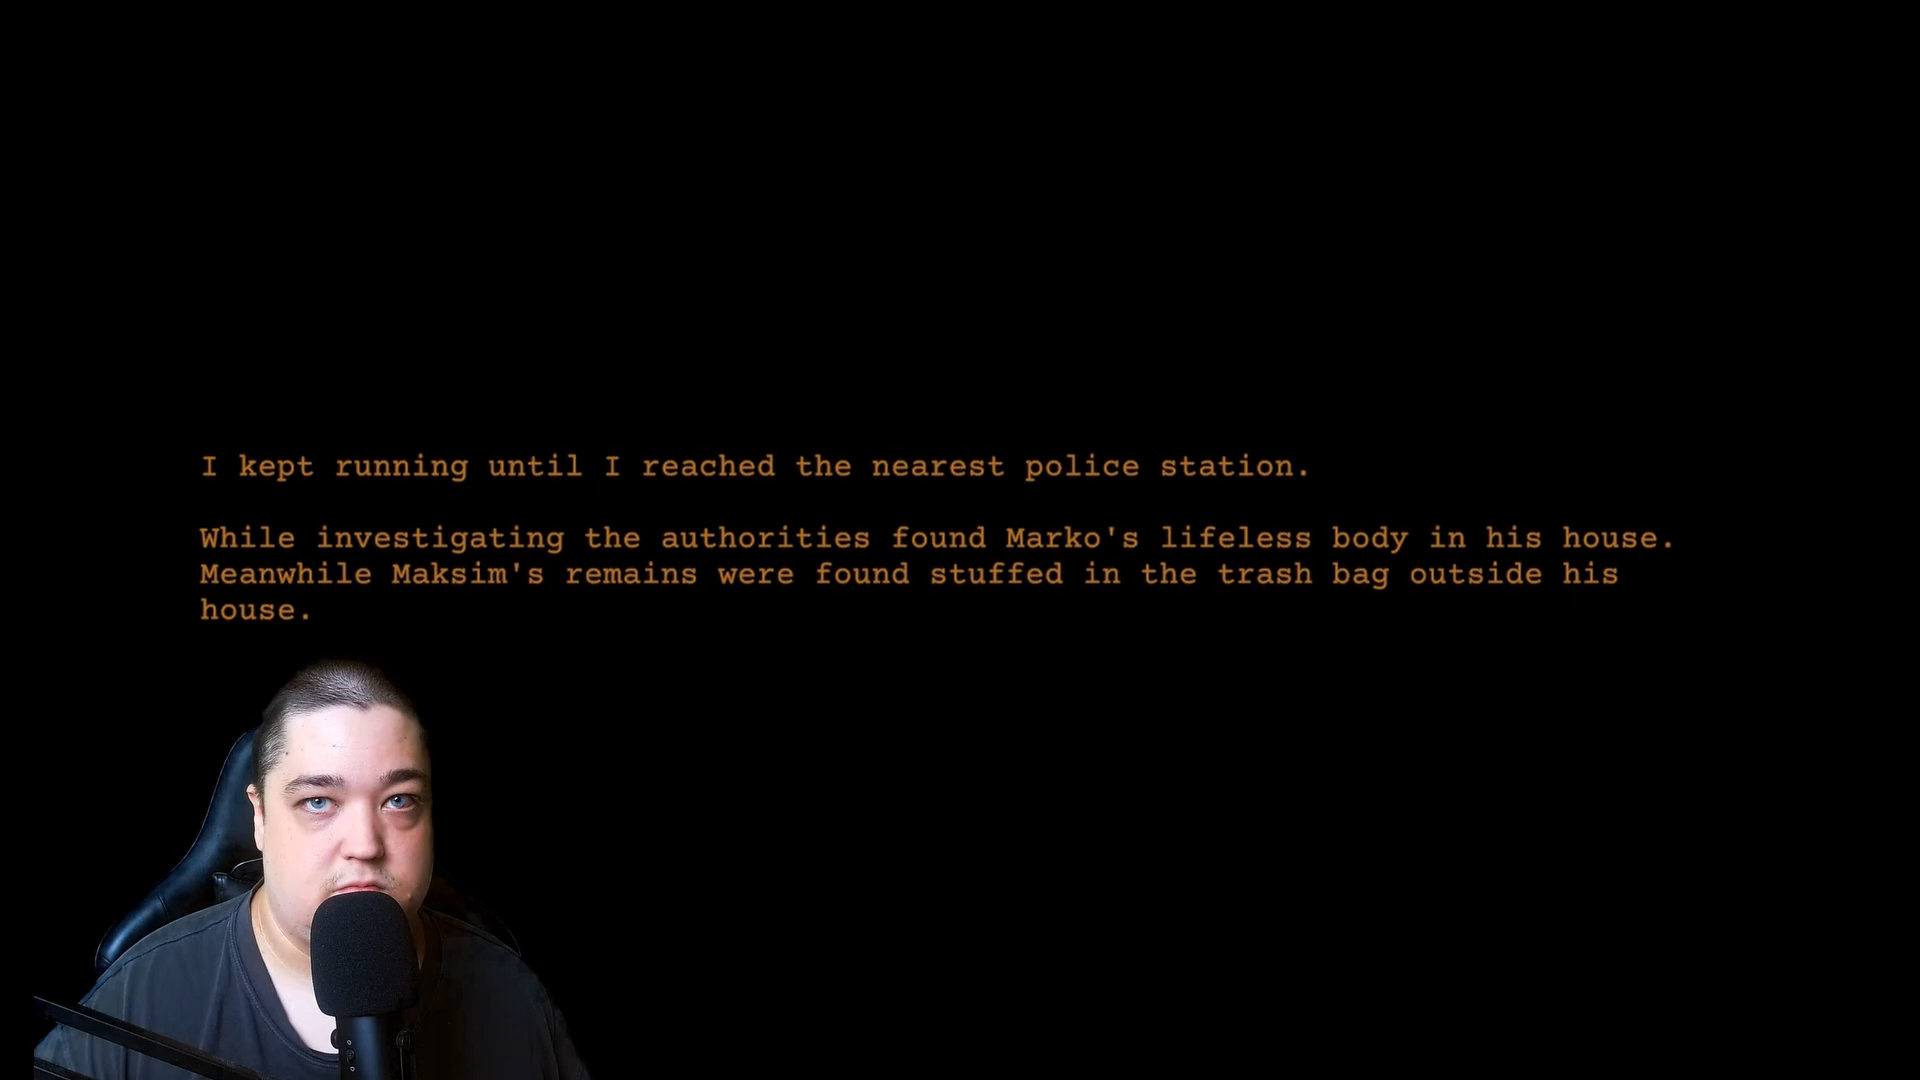 I kept running until I reached the nearest police station.
While investigating the authorities found Marko's lifeless body in his house.
Meanwhile Maksim's remains were found stuffed in the trash bag outside his
house.